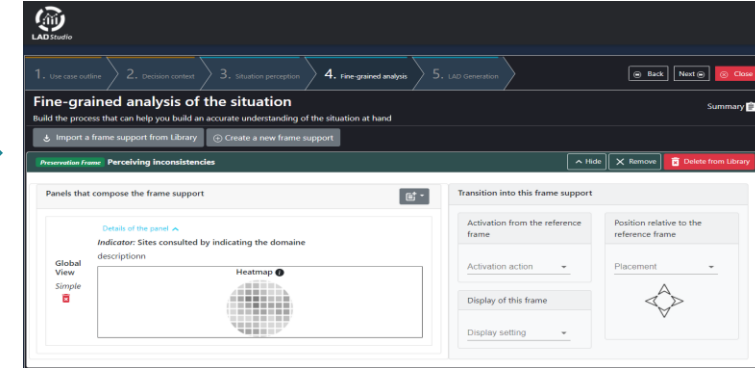 LAD Studio
1. Use case outline 2. Decision context 3. Situation perception 4. Fine-grained analysis 5. LAD Generation Back Next Close
Fine-grained analysis of the situation
Summary
Build the process that can help you build an accurate understanding of the situation at hand
Import a frame support from Library Create a new frame support
Preservation Frame Perceiving inconsistencies Hide Remove Delete from Library
Panels that compose the frame support
Details of the panel
Indicator: Sites consulted by indicating the domaine
descriptionn
Global
View
Simple
Heatmap
Transition into this frame support
Activation from the reference
frame
Activation action
Position relative to the
reference frame
Placement
Display of this frame
Display setting